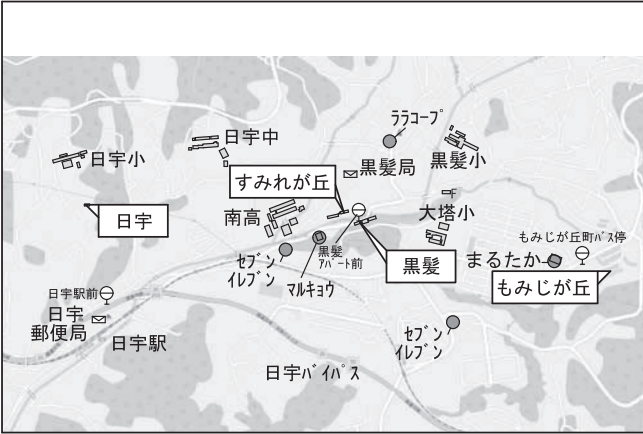 ララコープ
日宇中
日宇小
黒髪局
黒髪小
すみれが丘
日宇
南高
大塔小
もみじが丘町バス停
黒髪
アパート前
黒髪
まるたか
セブン
イレブン
マルキョウ
もみじが丘
日宇駅前
日宇
郵便局
日宇駅
セブン
イレブン
日宇バイパス